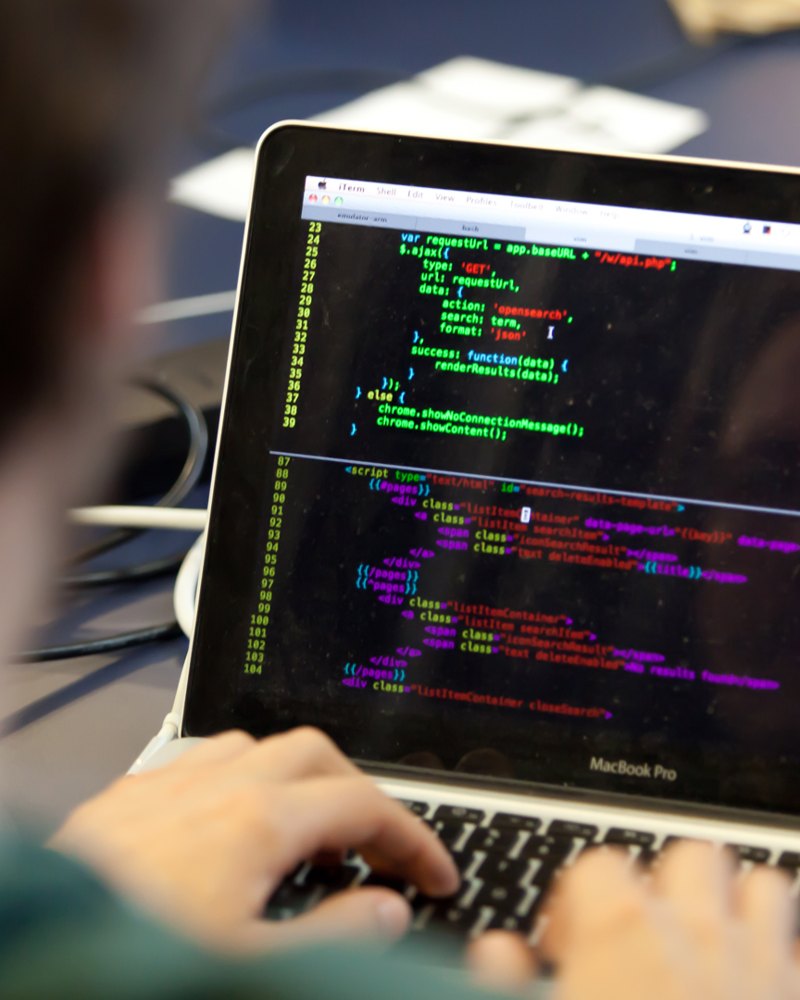 iTerm Shell Edit View Profiles Toolbelt Window Help
emulator-arm bash vim vim
23
24 var requestUrl = app.baseURL + "/w/api.php";
25 $.ajax({
26 type: 'GET',
27 url: requestUrl,
28 data: {
29 action: 'opensearch',
30 search: term,
31 format: 'json'
32 },
33 success: function(data) {
34 renderResults(data);
35 }
36 });
37 } else {
38 chrome.showNoConnectionMessage();
39 chrome.showContent();
}
87
88 <script type="text/html" id="search-results-template">
89 {{#pages}}
90 <div class="listItemContainer" data-page-url="{{key}}" data-page
91 <a class="listItem searchItem">
92 <span class="iconSearchResult"></span>
93 <span class="text deleteEnabled">{{title}}</span>
94 </a>
95 </div>
96 {{/pages}}
97 {{^pages}}
98 <div class="listItemContainer">
99 <a class="listItem searchItem">
100 <span class="iconSearchResult"></span>
101 <span class="text deleteEnabled">No results found</span>
102 </a>
103 </div>
104 {{/pages}}
<div class="listItemContainer closeSearch">
MacBook Pro